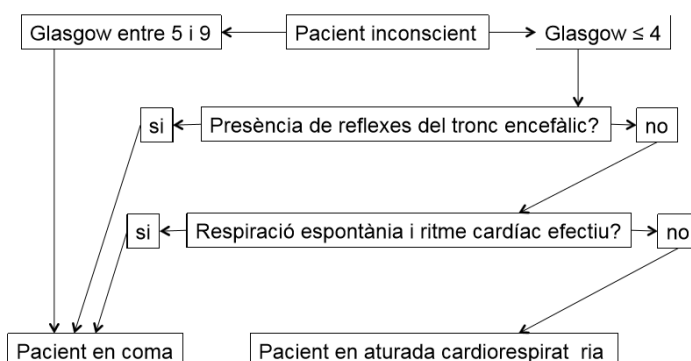 Glasgow entre 5 i 9
Pacient inconscient
Glasgow ≤ 4
si
Presència de reflexes del tronc encefàlic?
no
si
Respiració espontània i ritme cardíac efectiu?
no
Pacient en coma
Pacient en aturada cardiorespirat ria